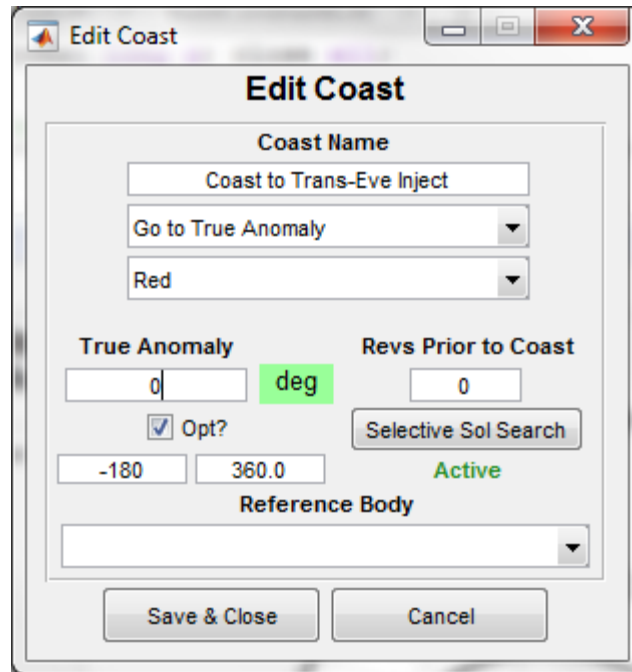 Edit Coast
Edit Coast
Coast Name
Coast to Trans-Eve Inject
Go to True Anomaly
Red
True Anomaly Revs Prior to Coast
0 deg 0
Opt? Selective Sol Search
-180 360.0 Active
Reference Body
Save & Close Cancel